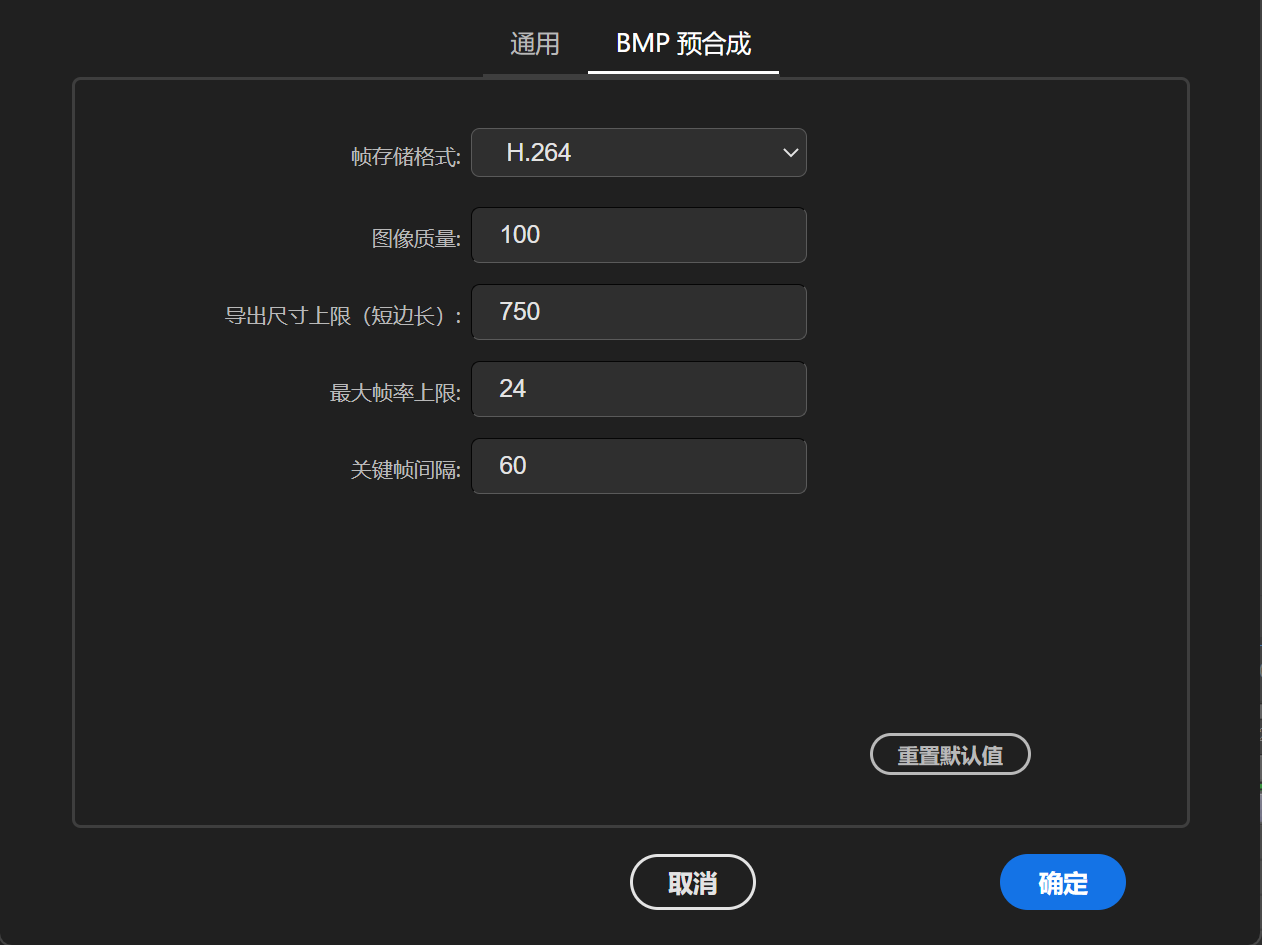 通用 BMP 预合成
帧存储格式: H.264
图像质量: 100
导出尺寸上限（短边长）: 750
最大帧率上限: 24
关键帧间隔: 60
重置默认值
取消 确定